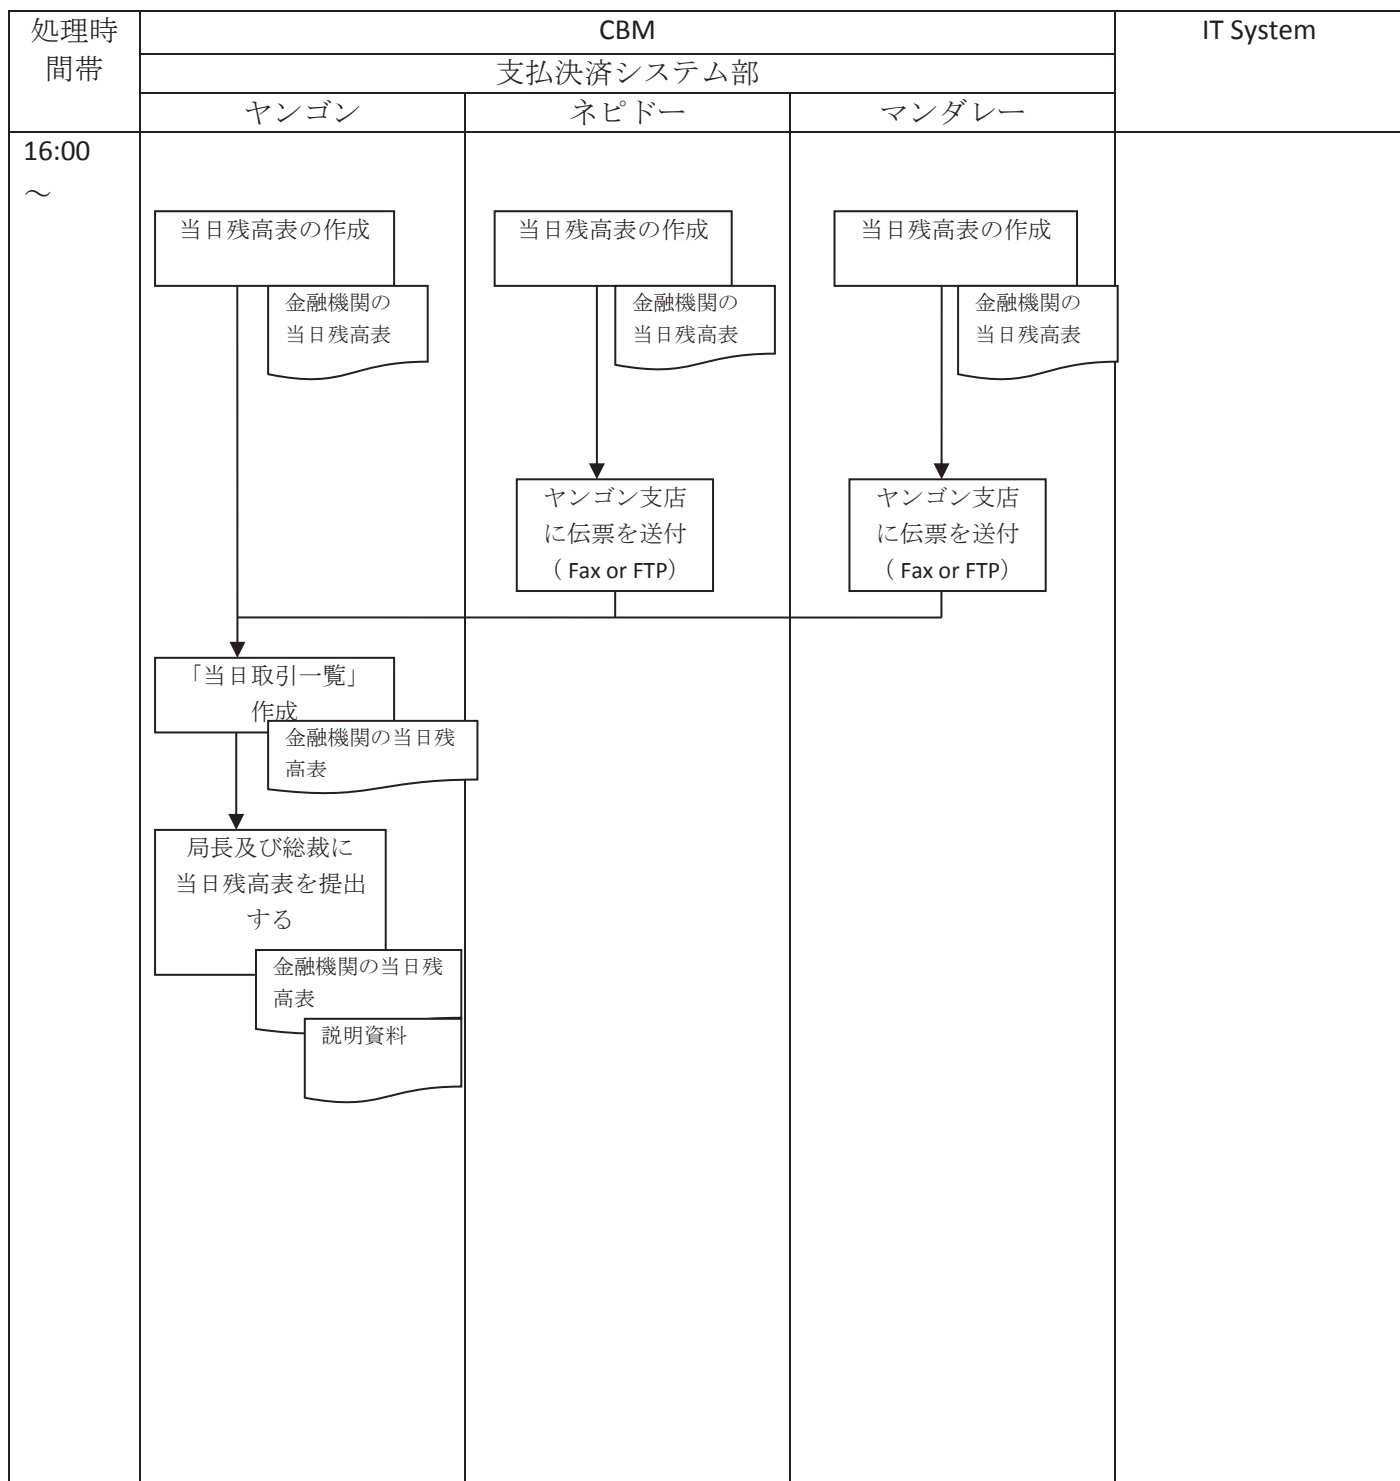 処理時
間帯
CBM
IT System
支払決済システム部
ヤンゴン
ネピドー
マンダレー
16:00
~
当日残高表の作成
当日残高表の作成
当日残高表の作成
金融機関の
当日残高表
金融機関の
当日残高表
金融機関の
当日残高表
ヤンゴン支店
に伝票を送付
(Fax or FTP)
ヤンゴン支店
に伝票を送付
(Fax or FTP)
「当日取引一覧」
作成
金融機関の当日残
高表
局長及び総裁に
当日残高表を提出
する
金融機関の当日残
高表
説明資料